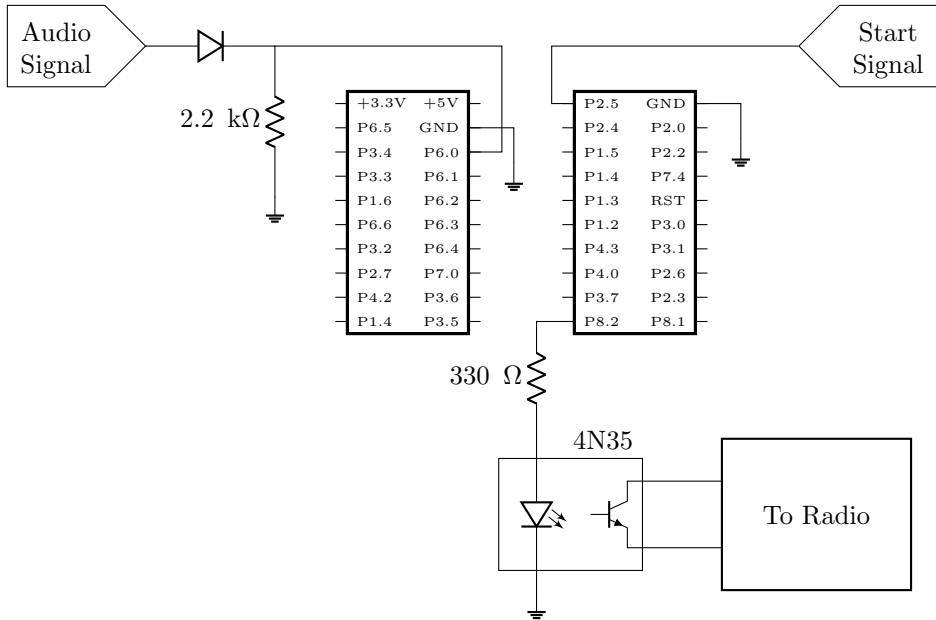 Audio
Signal
Start
Signal
2.2 kΩ
+3.3V +5V
P6.5 GND
P3.4 P6.0
P3.3 P6.1
P1.6 P6.2
P6.6 P6.3
P3.2 P6.4
P2.7 P7.0
P4.2 P3.6
P1.4 P3.5
P2.5 GND
P2.4 P2.0
P1.5 P2.2
P1.4 P7.4
P1.3 RST
P1.2 P3.0
P4.3 P3.1
P4.0 P2.6
P3.7 P2.3
P8.2 P8.1
330 Ω
4N35
To Radio